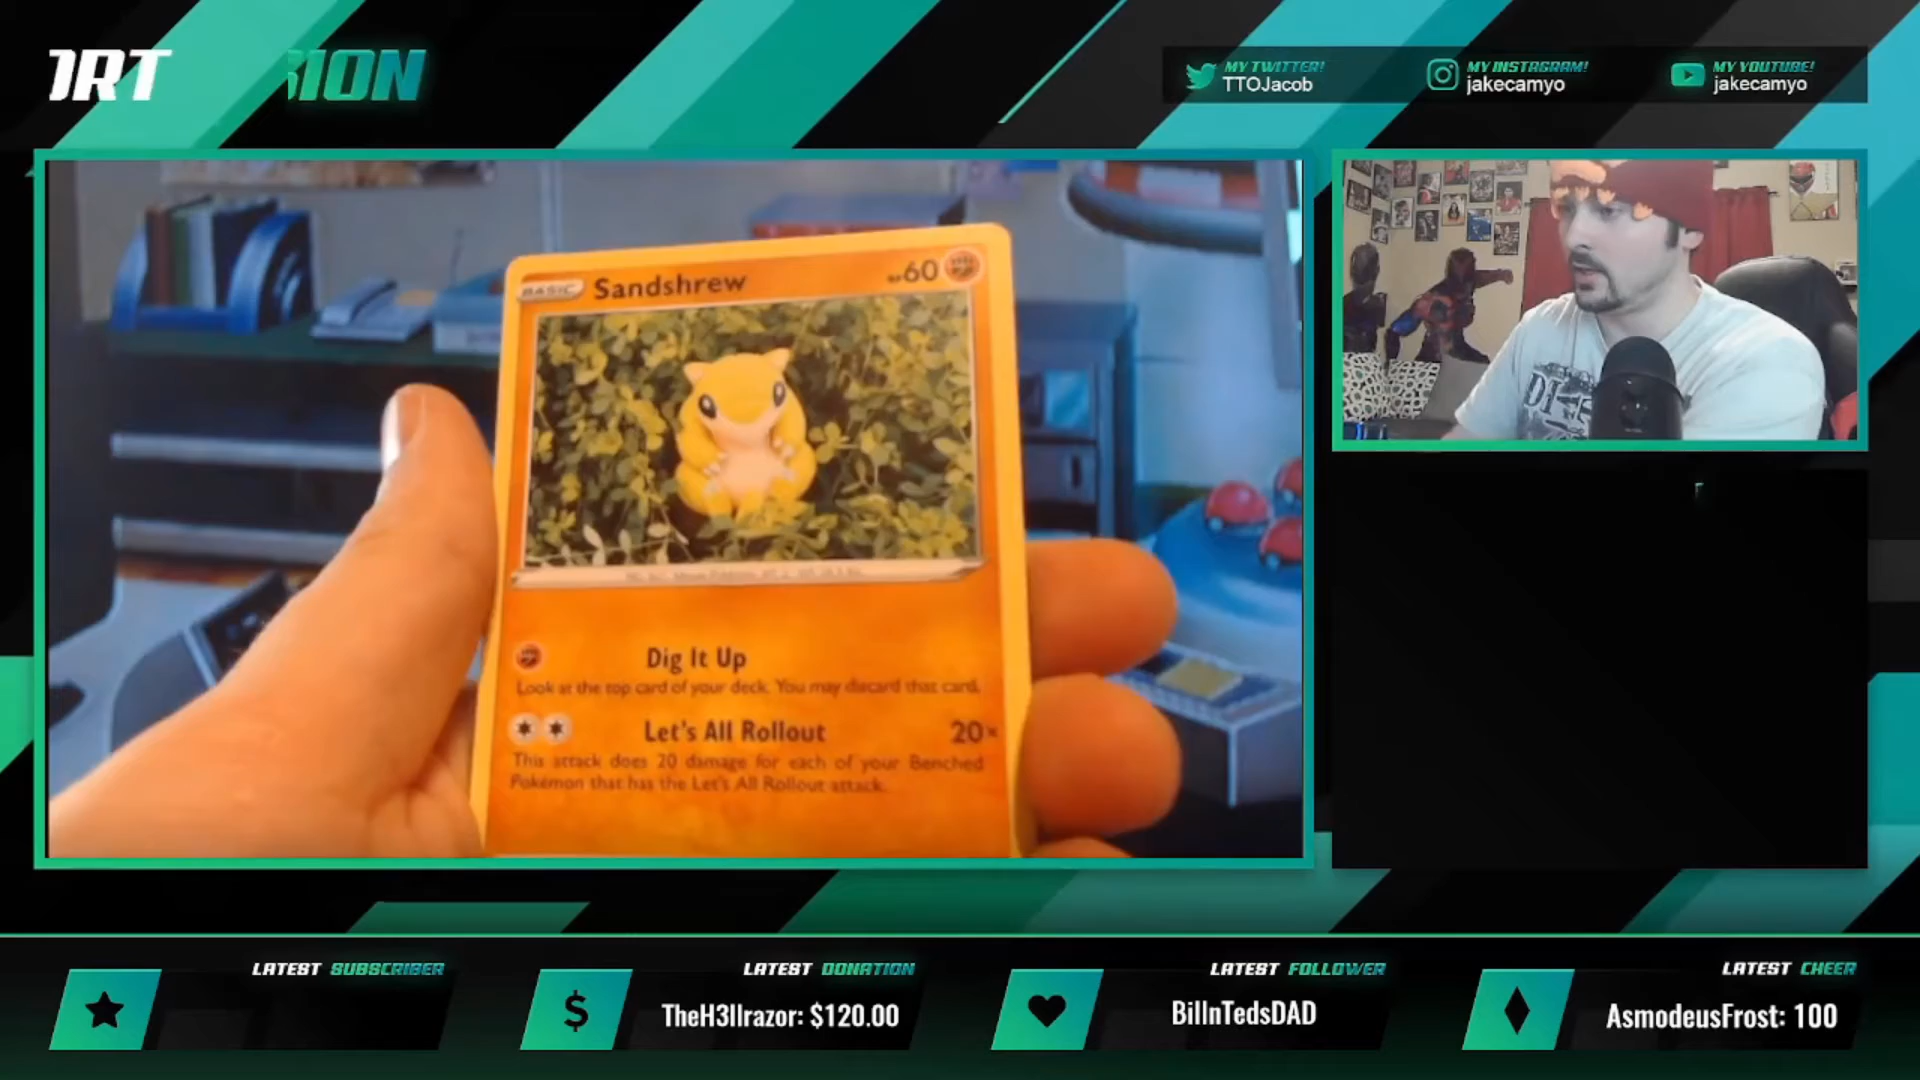 ORT ION
MY TWITTER!
TTOJacob
MY INSTAGRAM!
jakecamyo
MY YOUTUBE!
jakecamyo
BASIC Sandshrew 60
Dig It Up
Look at the top card of your deck. You may discard that card.
Let's All Rollout 20×
This attack does 20 damage for each of your Benched
Pokémon that has the Let's All Rollout attack.
LATEST SUBSCRIBER
LATEST DONATION
TheH3llrazor: $120.00
LATEST FOLLOWER
BillnTedsDAD
LATEST CHEER
AsmodeusFrost: 100